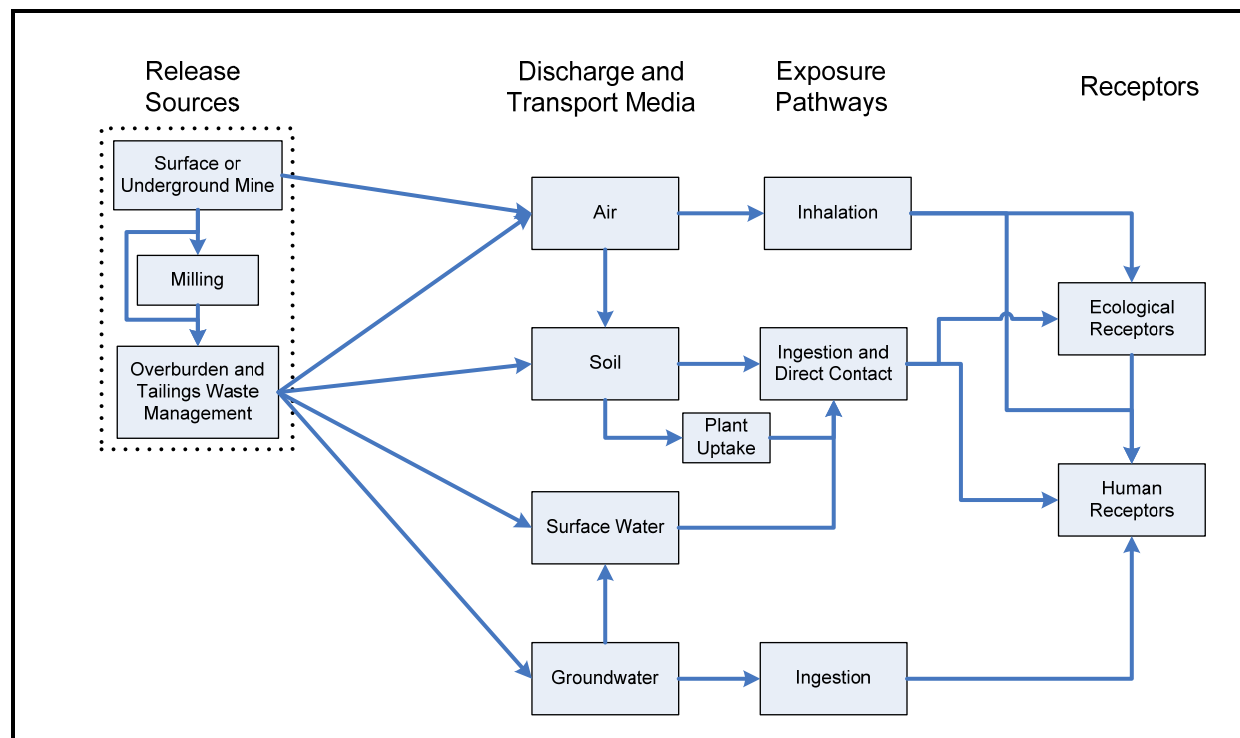 Release
Sources
Discharge and
Transport Media
Exposure
Pathways
Receptors
Surface or
Underground Mine
Milling
Overburden and
Tailings Waste
Management
Air
Soil
Plant
Uptake
Surface Water
Groundwater
Inhalation
Ingestion and
Direct Contact
Ingestion
Ecological
Receptors
Human
Receptors